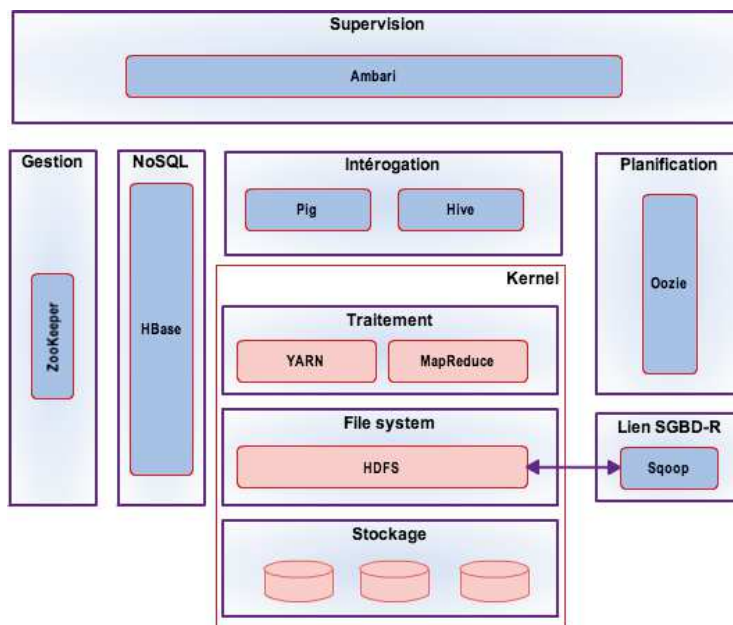 Supervision
Ambari
Gestion
ZooKeeper
NoSQL
HBase
Intérogation
Pig
Hive
Kernel
Traitement
YARN
MapReduce
File system
HDFS
Stockage
Planification
Oozie
Lien SGBD-R
Sqoop